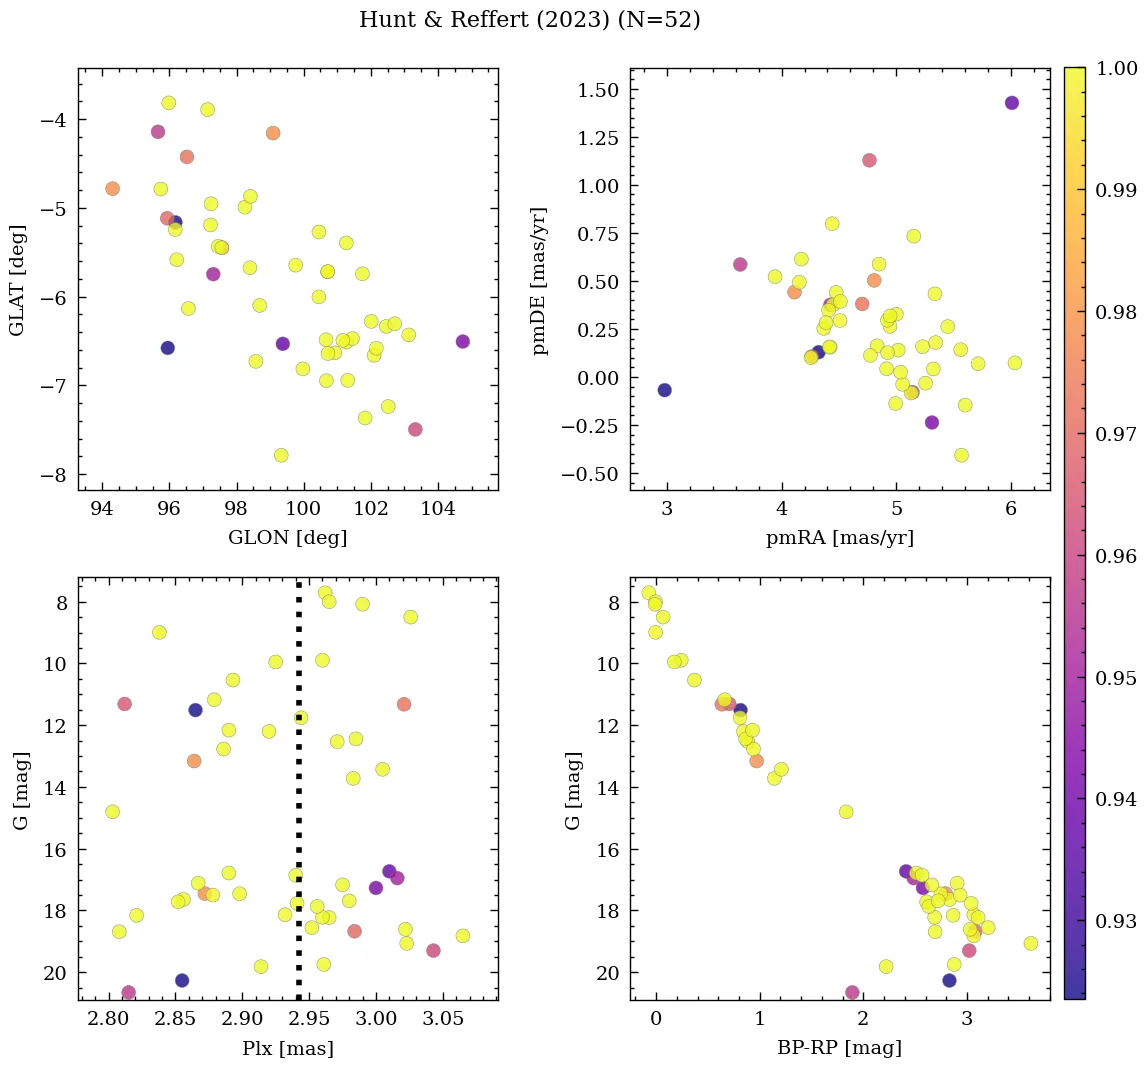 Hunt & Reffert (2023) (N=52)
−4
−5
−6
−7
−8
GLAT [deg]
94 96 98 100 102 104
GLON [deg]
1.50
1.25
1.00
0.75
0.50
0.25
0.00
−0.25
−0.50
pmDE [mas/yr]
3 4 5 6
pmRA [mas/yr]
8
10
12
14
16
18
20
G [mag]
2.80 2.85 2.90 2.95 3.00 3.05
Plx [mas]
8
10
12
14
16
18
20
G [mag]
0 1 2 3
BP-RP [mag]
1.00
0.99
0.98
0.97
0.96
0.95
0.94
0.93